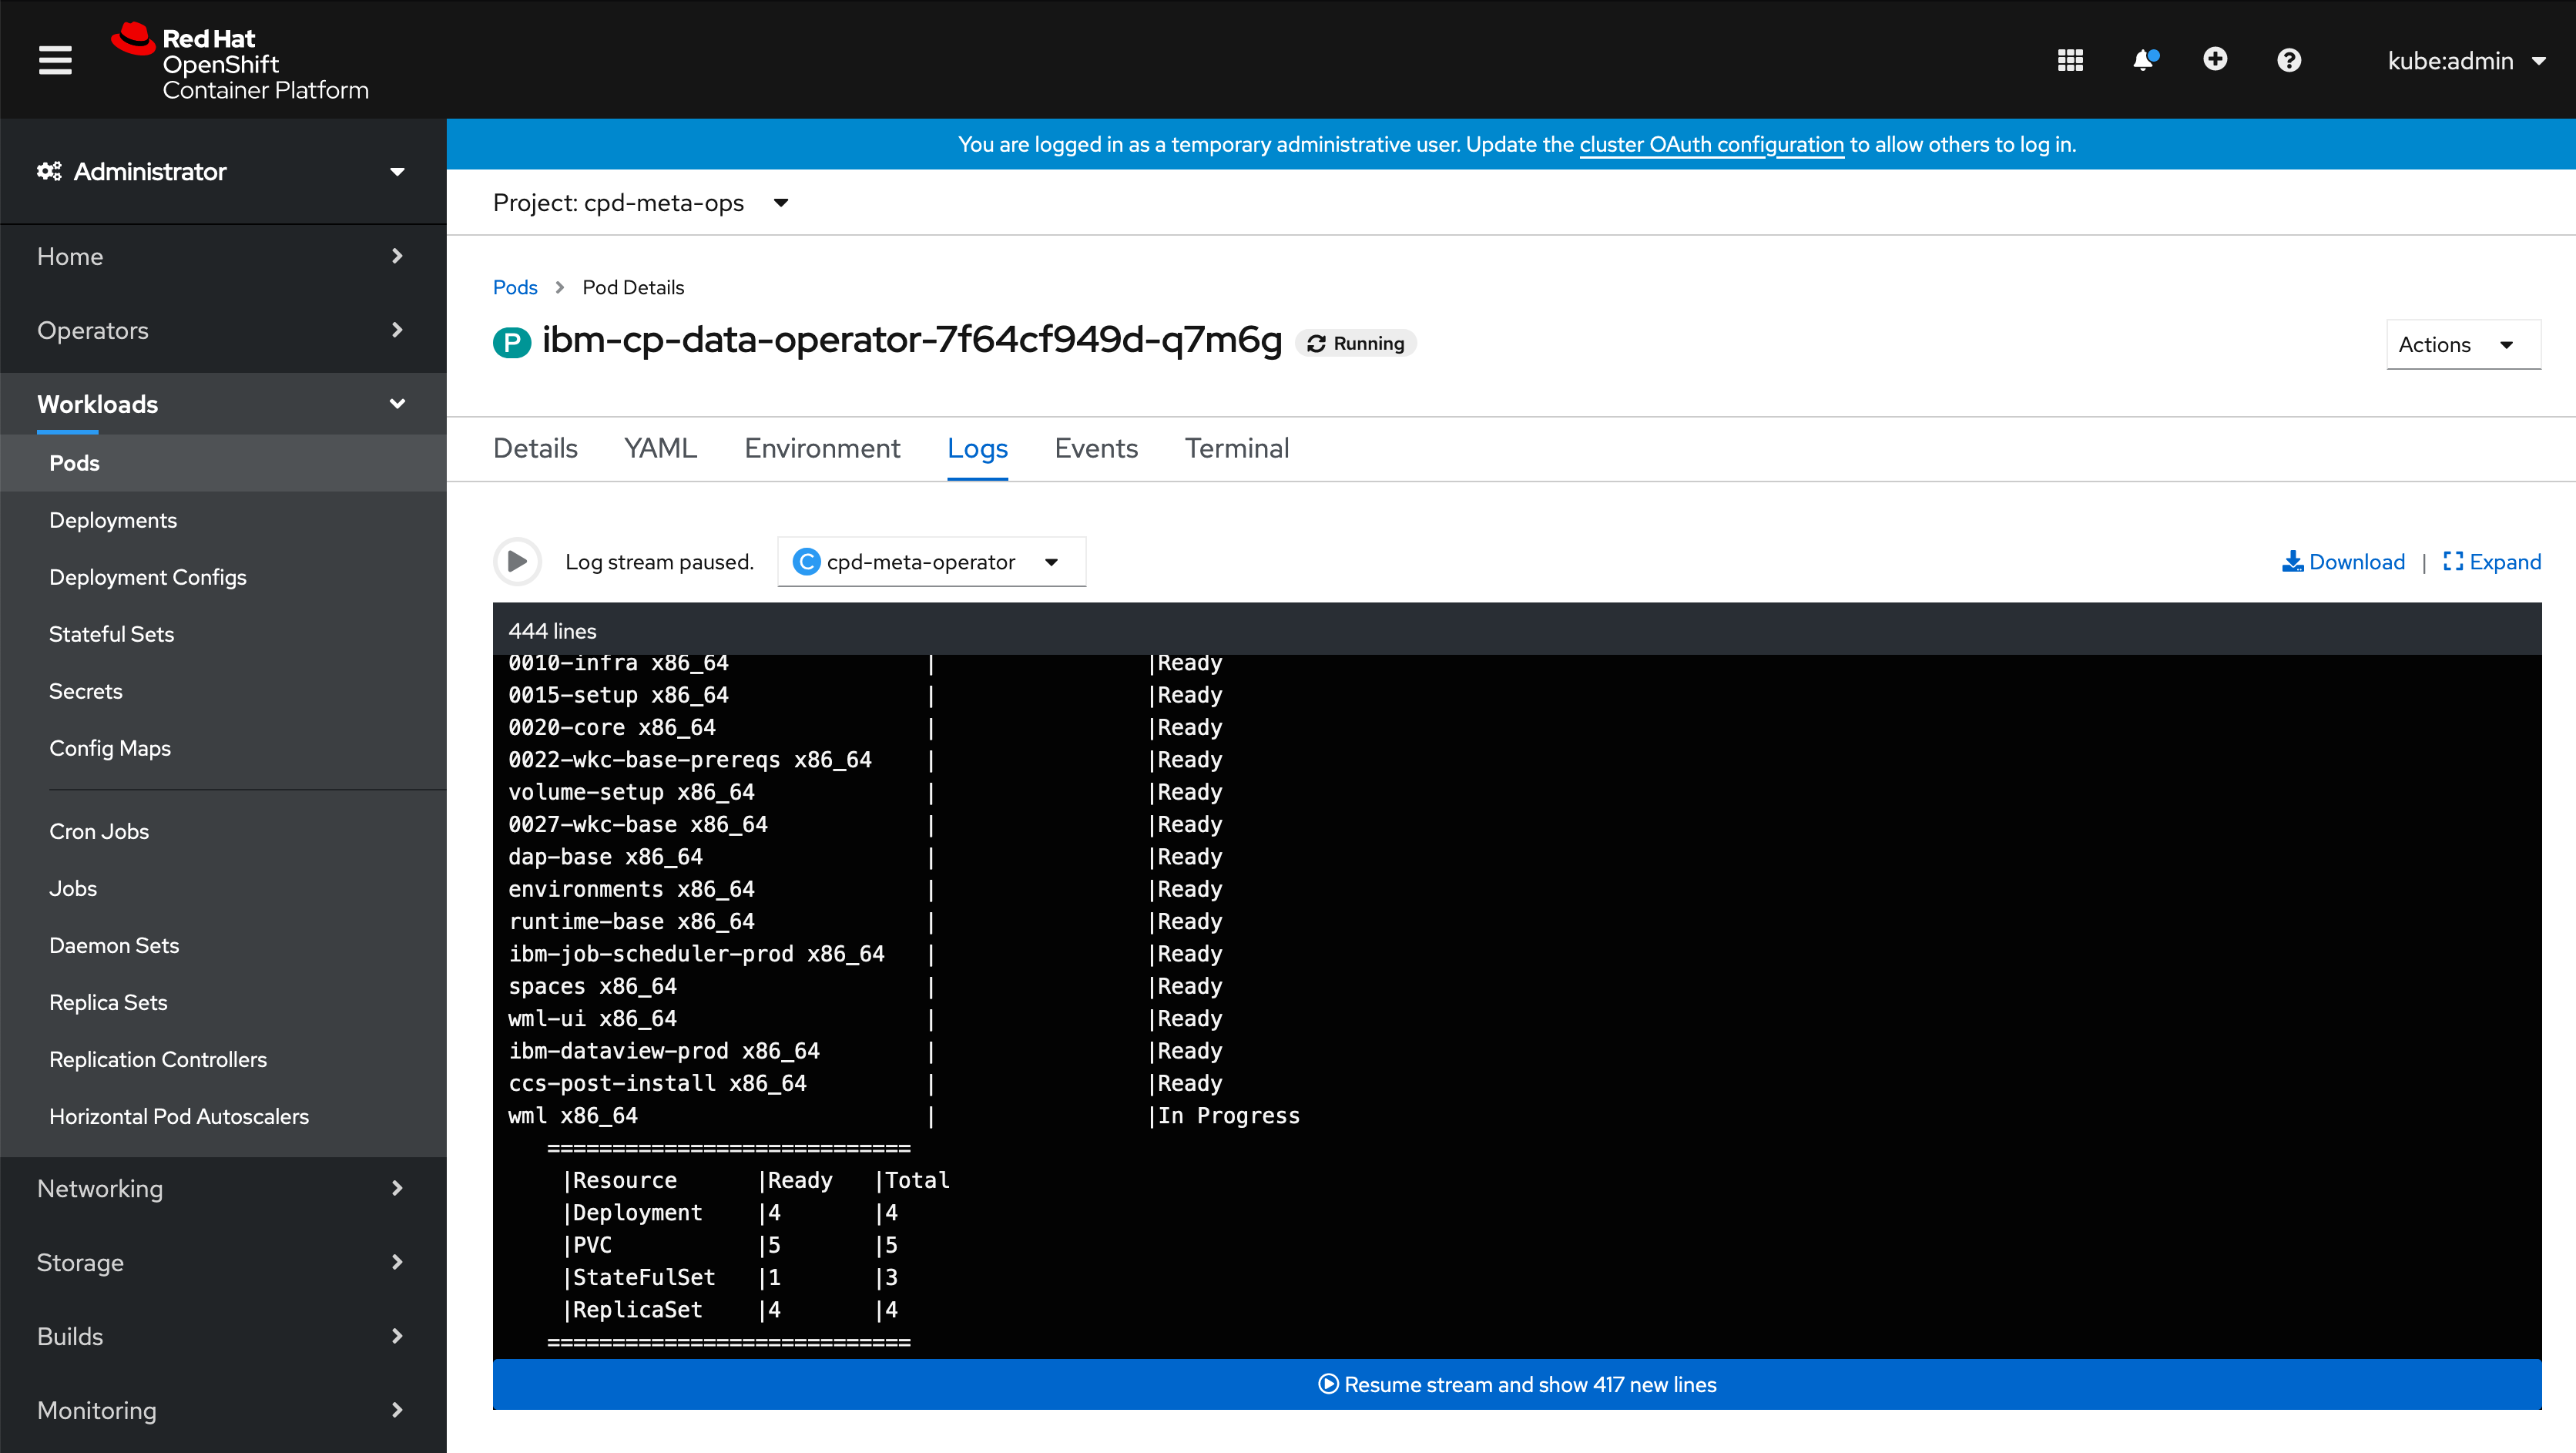 Red Hat
OpenShift
Container Platform
kube:admin
You are logged in as a temporary administrative user. Update the cluster OAuth configuration to allow others to log in.
Administrator
Home
Operators
Workloads
Pods
Deployments
Deployment Configs
Stateful Sets
Secrets
Config Maps
Cron Jobs
Jobs
Daemon Sets
Replica Sets
Replication Controllers
Horizontal Pod Autoscalers
Networking
Storage
Builds
Monitoring
Project: cpd-meta-ops
Pods > Pod Details
P ibm-cp-data-operator-7f64cf949d-q7m6g Running
Actions
Details YAML Environment Logs Events Terminal
Log stream paused. C cpd-meta-operator Download | Expand
444 lines
0010-infra x86_64 | |Ready
0015-setup x86_64 | |Ready
0020-core x86_64 | |Ready
0022-wkc-base-prereqs x86_64 | |Ready
volume-setup x86_64 | |Ready
0027-wkc-base x86_64 | |Ready
dap-base x86_64 | |Ready
environments x86_64 | |Ready
runtime-base x86_64 | |Ready
ibm-job-scheduler-prod x86_64 | |Ready
spaces x86_64 | |Ready
wml-ui x86_64 | |Ready
ibm-dataview-prod x86_64 | |Ready
ccs-post-install x86_64 | |Ready
wml x86_64 | |In Progress
============================
|Resource |Ready |Total
|Deployment |4 |4
|PVC |5 |5
|StateFulSet |1 |3
|ReplicaSet |4 |4
============================
Resume stream and show 417 new lines